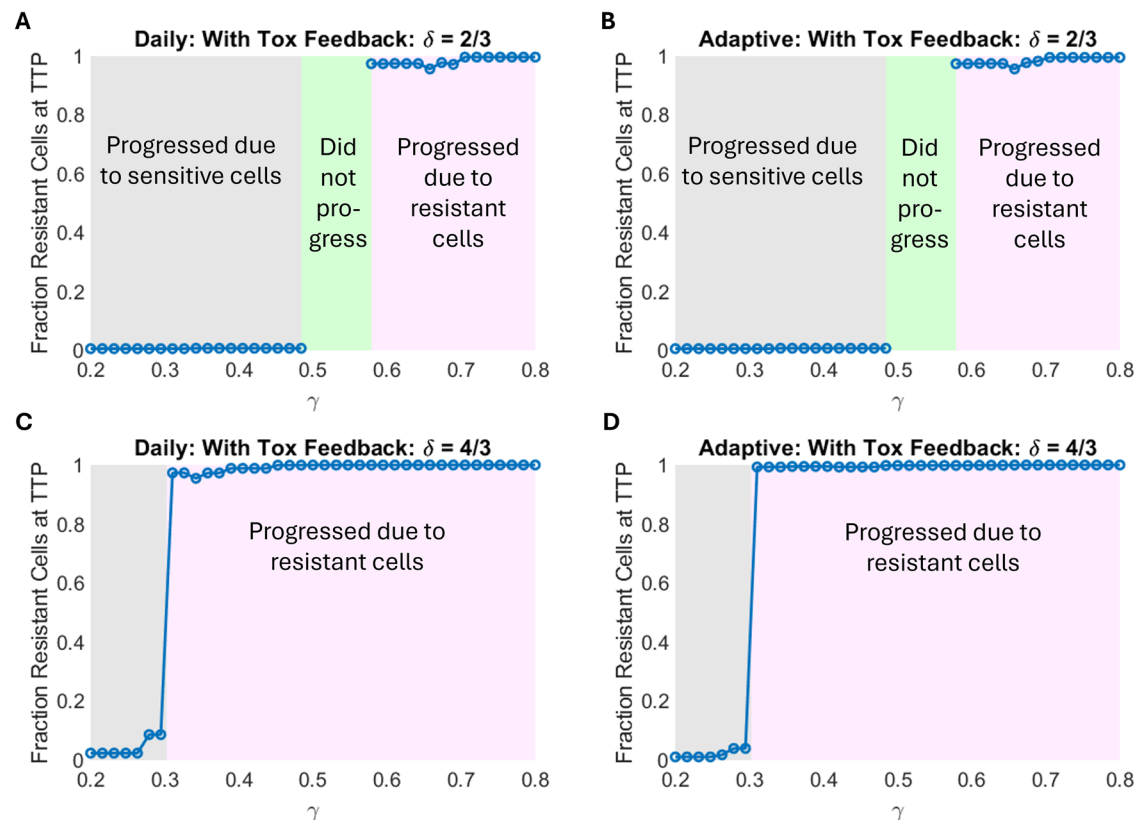 A
Daily: With Tox Feedback: δ = 2/3
Fraction Resistant Cells at TTP
1
0.8
0.6
0.4
0.2
0
Progressed due
to sensitive cells
Did
not
pro-
gress
Progressed
due to
resistant
cells
0.2
0.3
0.4
0.5
0.6
0.7
0.8
γ
B
Adaptive: With Tox Feedback: δ = 2/3
Fraction Resistant Cells at TTP
1
0.8
0.6
0.4
0.2
0
Progressed due
to sensitive cells
Did
not
pro-
gress
Progressed
due to
resistant
cells
0.2
0.3
0.4
0.5
0.6
0.7
0.8
γ
C
Daily: With Tox Feedback: δ = 4/3
Fraction Resistant Cells at TTP
1
0.8
0.6
0.4
0.2
0
Progressed due to
resistant cells
0.2
0.3
0.4
0.5
0.6
0.7
0.8
γ
D
Adaptive: With Tox Feedback: δ = 4/3
Fraction Resistant Cells at TTP
1
0.8
0.6
0.4
0.2
0
Progressed due to
resistant cells
0.2
0.3
0.4
0.5
0.6
0.7
0.8
γ